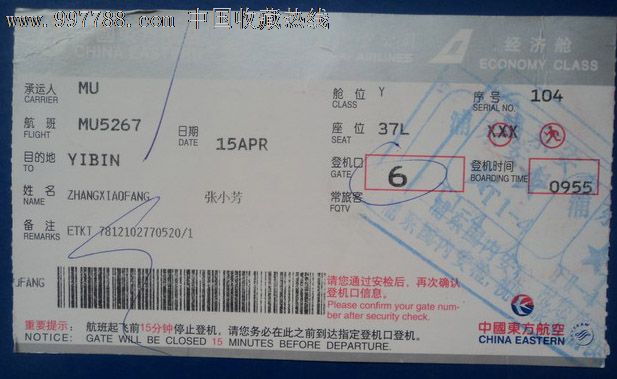 www.997788.com 中国收藏热线
CHINA EASTERN
AIRLINES
经济舱
ECONOMY CLASS
承运人 MU
CARRIER
舱位 Y
CLASS
序号 104
SERIAL NO.
航班 MU5267
FLIGHT
日期 15APR
DATE
座位 37L
SEAT
XXX
目的地 YIBIN
TO
登机口 6
GATE
登机时间 0955
BOARDING TIME
姓名 ZHANGXIAOFANG 张小芳
NAME
常旅客
FQTV
备注 ETKT 7812102770520/1
REMARKS
FANG
请您通过安检后，再次确认
登机口信息。
Please confirm your gate num-
ber after security check.
重要提示： 航班起飞前15分钟停止登机，请您务必在此之前到达指定登机口登机。
NOTICE: GATE WILL BE CLOSED 15 MINUTES BEFORE DEPARTURE.
中國東方航空
CHINA EASTERN